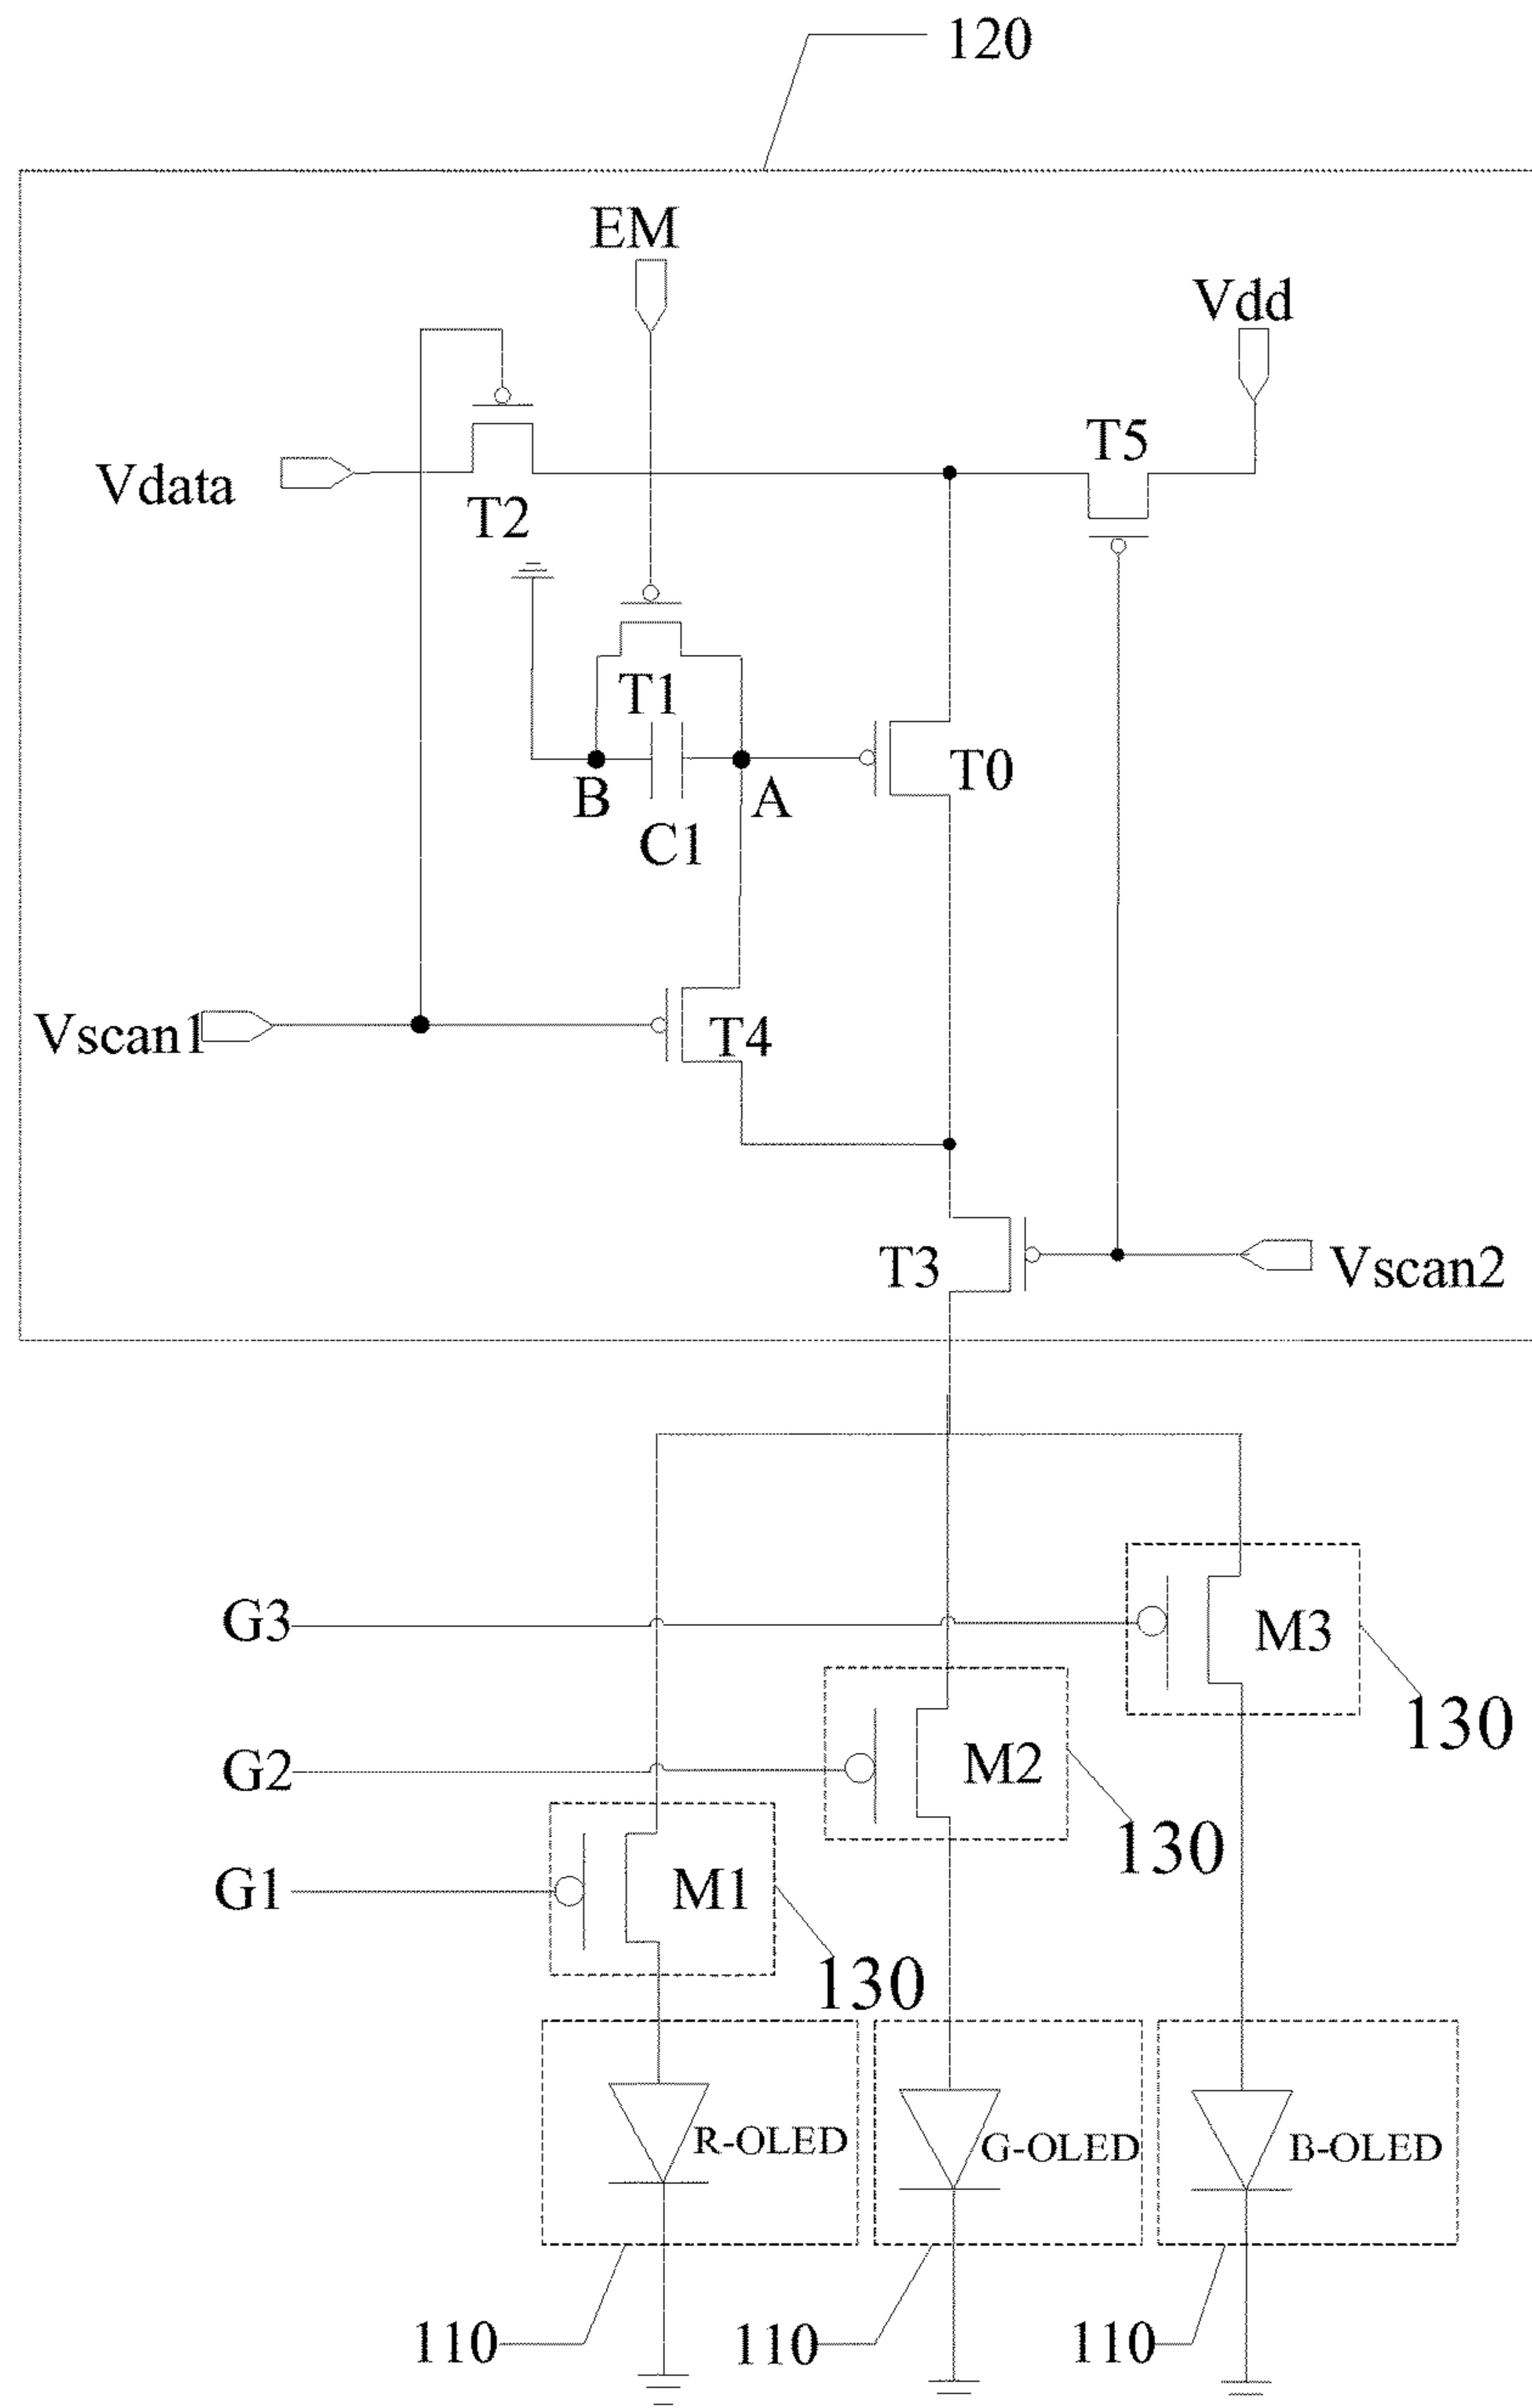 120
EM
Vdd
T5
Vdata
T2
T1
T0
B
A
C1
Vscan1
T4
T3
Vscan2
G3
M3
130
G2
M2
130
G1
M1
130
R-OLED
G-OLED
B-OLED
110
110
110